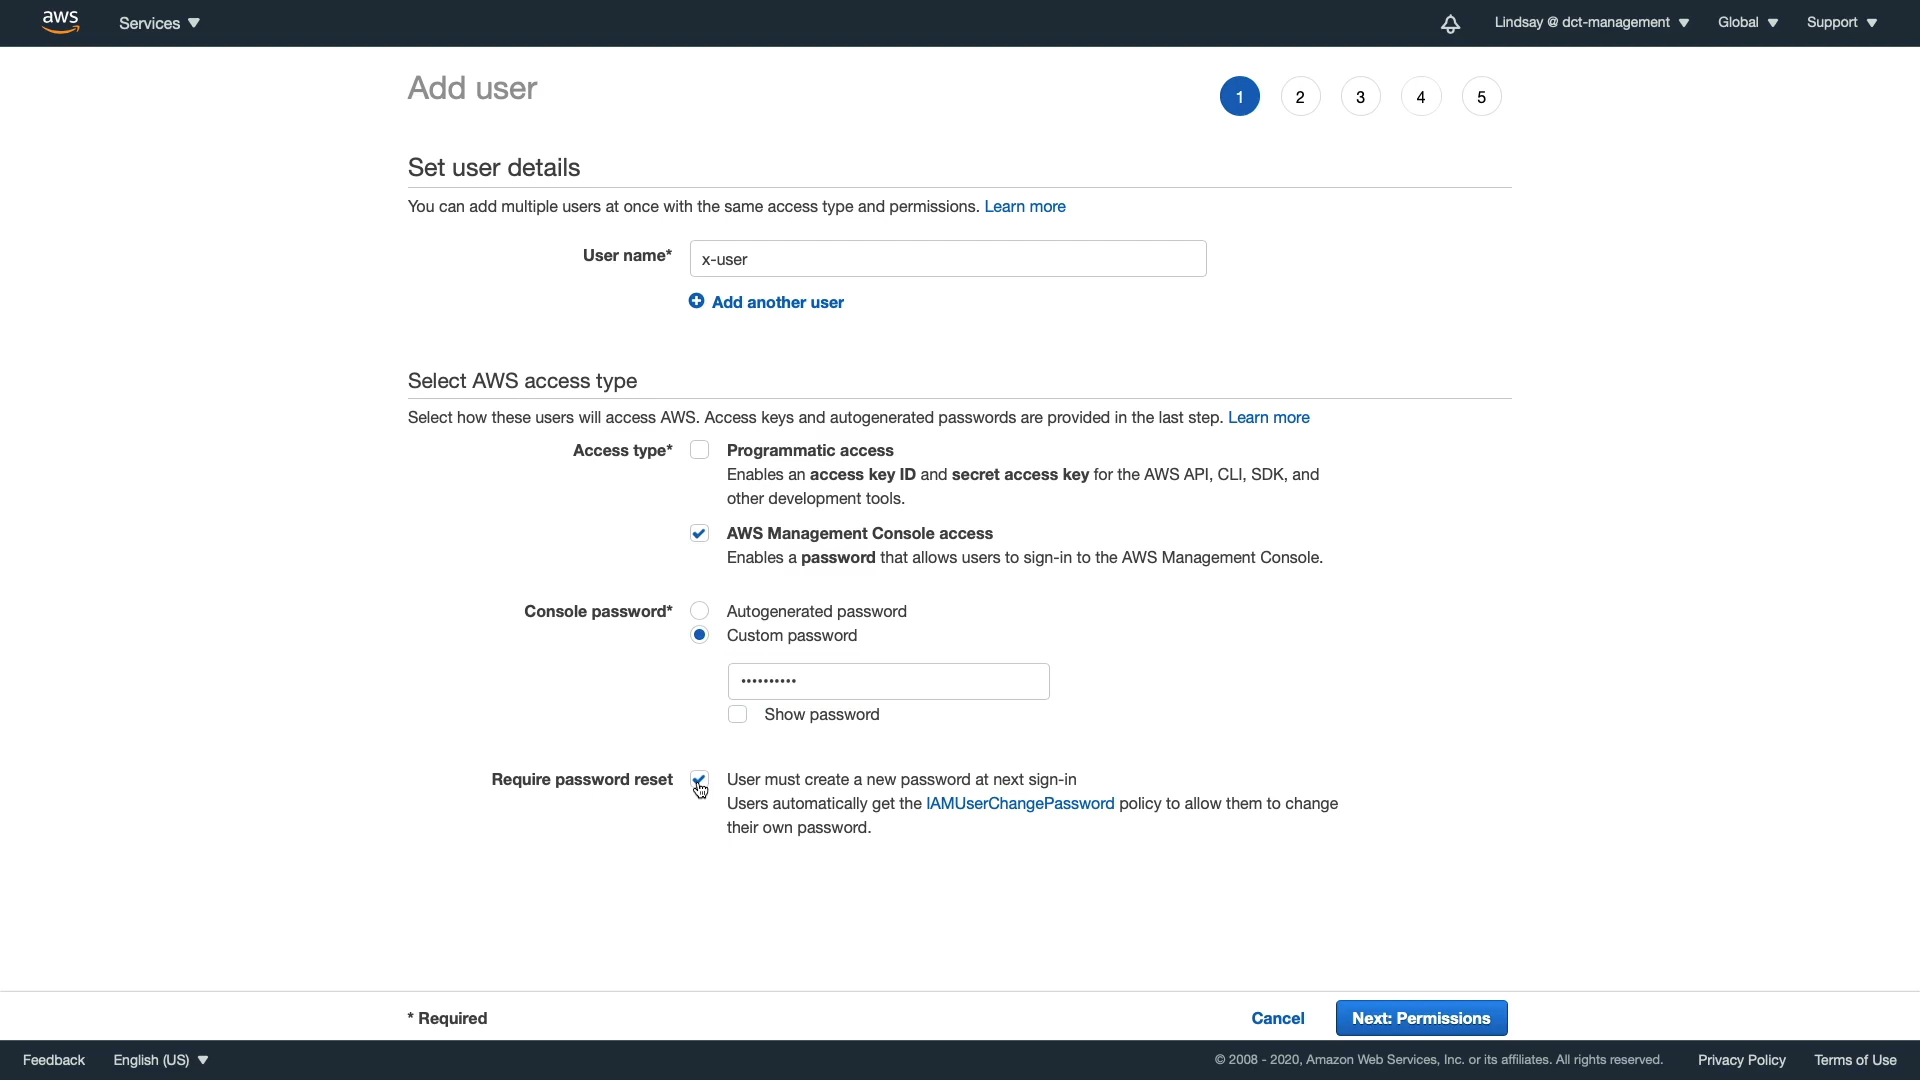 aws
Services
Lindsay @ dct-management
Global
Support
Add user
1
2
3
4
5
Set user details
You can add multiple users at once with the same access type and permissions. Learn more
User name*
x-user
Add another user
Select AWS access type
Select how these users will access AWS. Access keys and autogenerated passwords are provided in the last step. Learn more
Access type*
Programmatic access
Enables an access key ID and secret access key for the AWS API, CLI, SDK, and
other development tools.
AWS Management Console access
Enables a password that allows users to sign-in to the AWS Management Console.
Console password*
Autogenerated password
Custom password
••••••••••
Show password
Require password reset
User must create a new password at next sign-in
Users automatically get the IAMUserChangePassword policy to allow them to change
their own password.
* Required
Cancel
Next: Permissions
Feedback
English (US)
© 2008 - 2020, Amazon Web Services, Inc. or its affiliates. All rights reserved.
Privacy Policy
Terms of Use